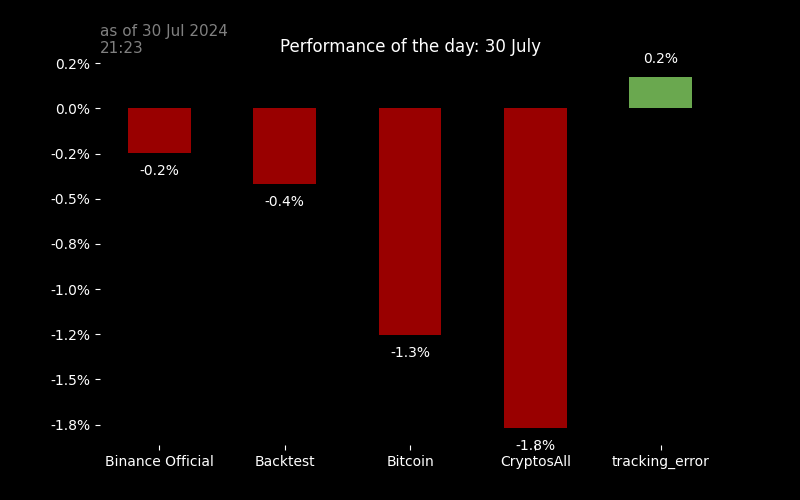 as of 30 Jul 2024
21:23
Performance of the day: 30 July
0.2%
0.0%
-0.2%
-0.5%
-0.8%
-1.0%
-1.2%
-1.5%
-1.8%
-0.2%
-0.4%
-1.3%
-1.8%
0.2%
Binance Official
Backtest
Bitcoin
CryptosAll
tracking_error